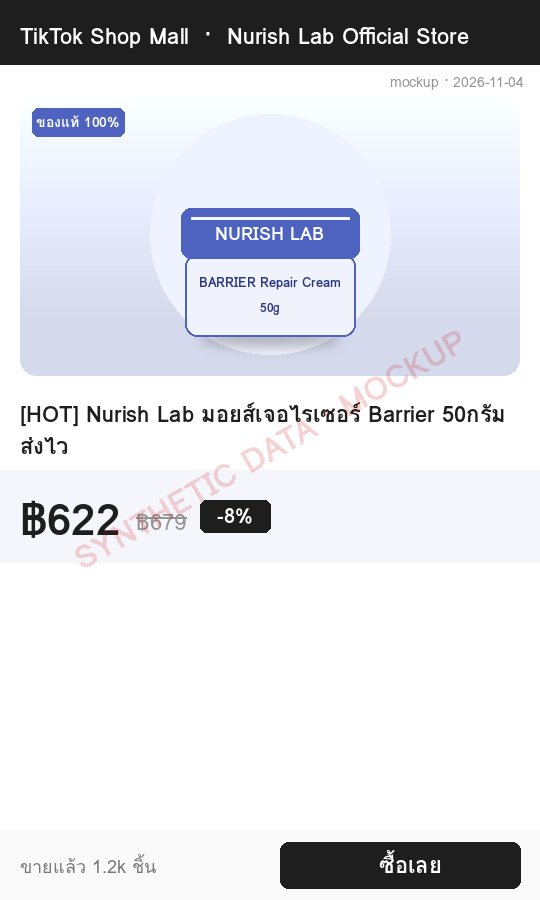 TikTok Shop Mall · Nurish Lab Official Store
mockup · 2026-11-04
ของแท้ 100%
NURISH LAB
BARRIER Repair Cream
50g
[HOT] Nurish Lab มอยส์เจอไรเซอร์ Barrier 50กรัม
ส่งไว
฿622 ฿679 -8%
SYNTHETIC DATA · MOCKUP
ขายแล้ว 1.2k ชิ้น
ซื้อเลย